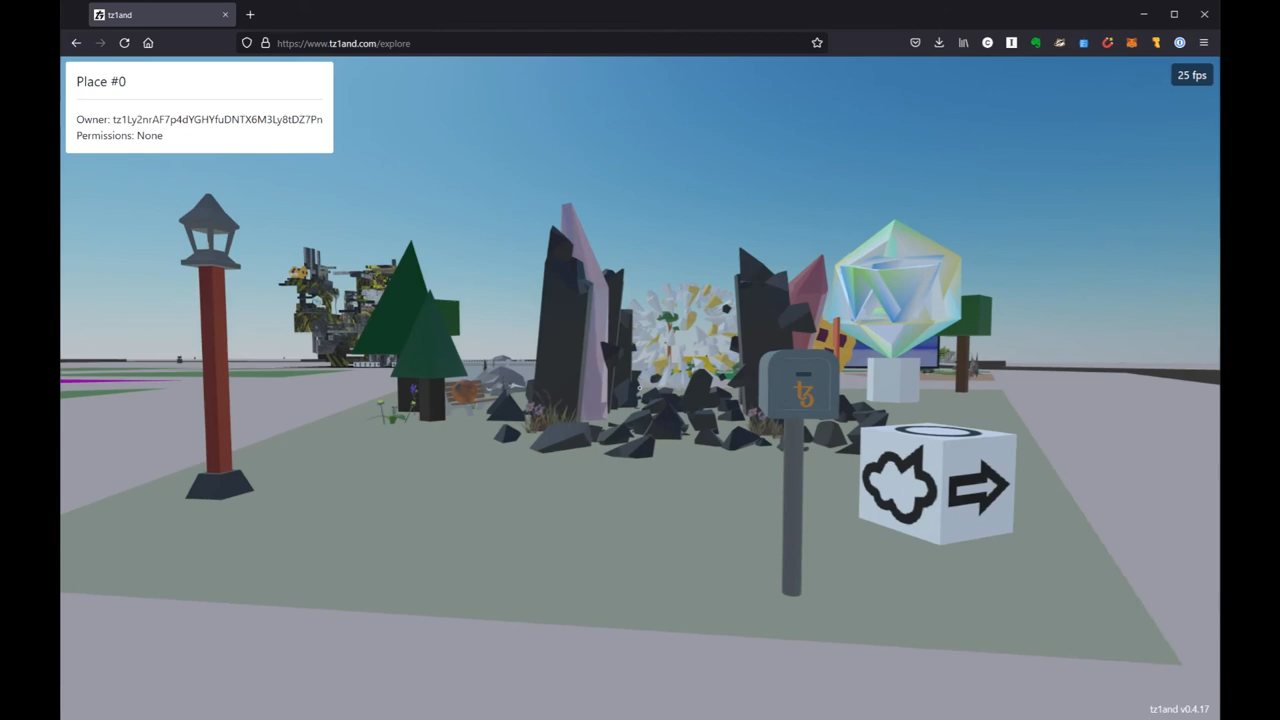 tz1and
https://www.tz1and.com/explore
Place #0
25 fps
Owner: tz1Ly2nrAF7p4dYGHYfuDNTX6M3Ly8tDZ7Pn
Permissions: None
tz1and v0.4.17